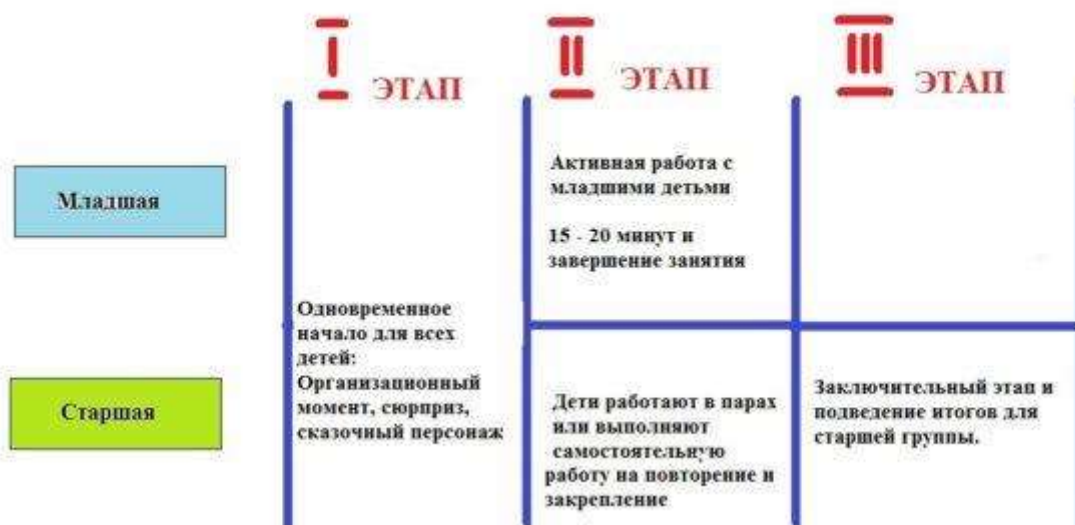 I ЭТАП
II ЭТАП
III ЭТАП
Младшая
Активная работа с
младшими детьми
15 - 20 минут и
завершение занятия
Одновременное
начало для всех
детей:
Организационный
момент, сюрприз,
сказочный персонаж
Старшая
Дети работают в парах
или выполняют
самостоятельную
работу на повторение и
закрепление
Заключительный этап и
подведение итогов для
старшей группы.